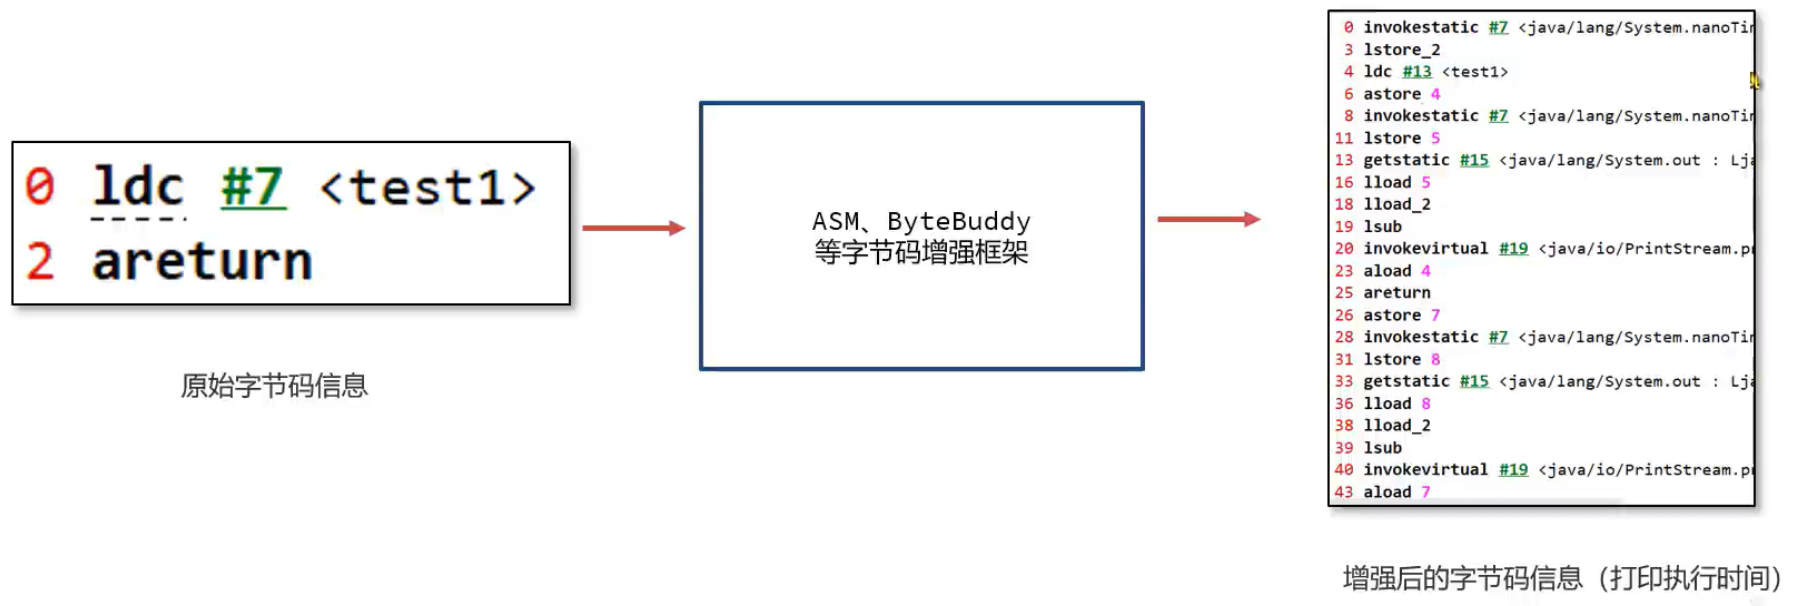 0 ldc #7 <test1>
2 areturn
原始字节码信息
ASM、ByteBuddy
等字节码增强框架
0 invokestatic #7 <java/lang/System.nanoTi
3 lstore_2
4 ldc #13 <test1>
6 astore 4
8 invokestatic #7 <java/lang/System.nanoTi
11 lstore 5
13 getstatic #15 <java/lang/System.out : Lj
16 lload 5
18 lload_2
19 lsub
20 invokevirtual #19 <java/io/PrintStream.p
23 aload 4
25 areturn
26 astore 7
28 invokestatic #7 <java/lang/System.nanoTi
31 lstore 8
33 getstatic #15 <java/lang/System.out : Lj
36 lload 8
38 lload_2
39 lsub
40 invokevirtual #19 <java/io/PrintStream.p
43 aload 7
增强后的字节码信息（打印执行时间）